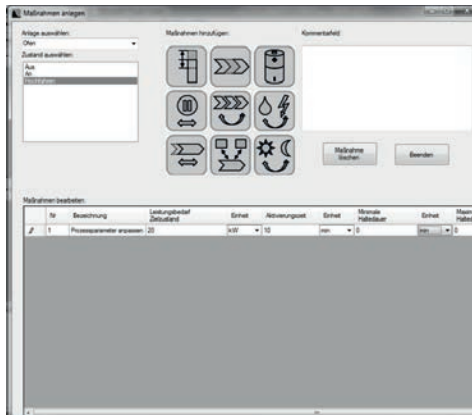 Maßnahmen anlegen
Anlage auswählen:
Ofen
Zustand auswählen:
Aus
An
Hochfahren
Maßnahmen hinzufügen:
Kommentarfeld:
Maßnahme
löschen
Beenden
Maßnahmen bearbeiten:
Nr Bezeichnung Leistungsbedarf Zielzustand Einheit Aktivierungszeit Einheit Minimale Haltedauer Einheit
1 Prozessparameter anpassen 20 kW 10 min 0 min 0